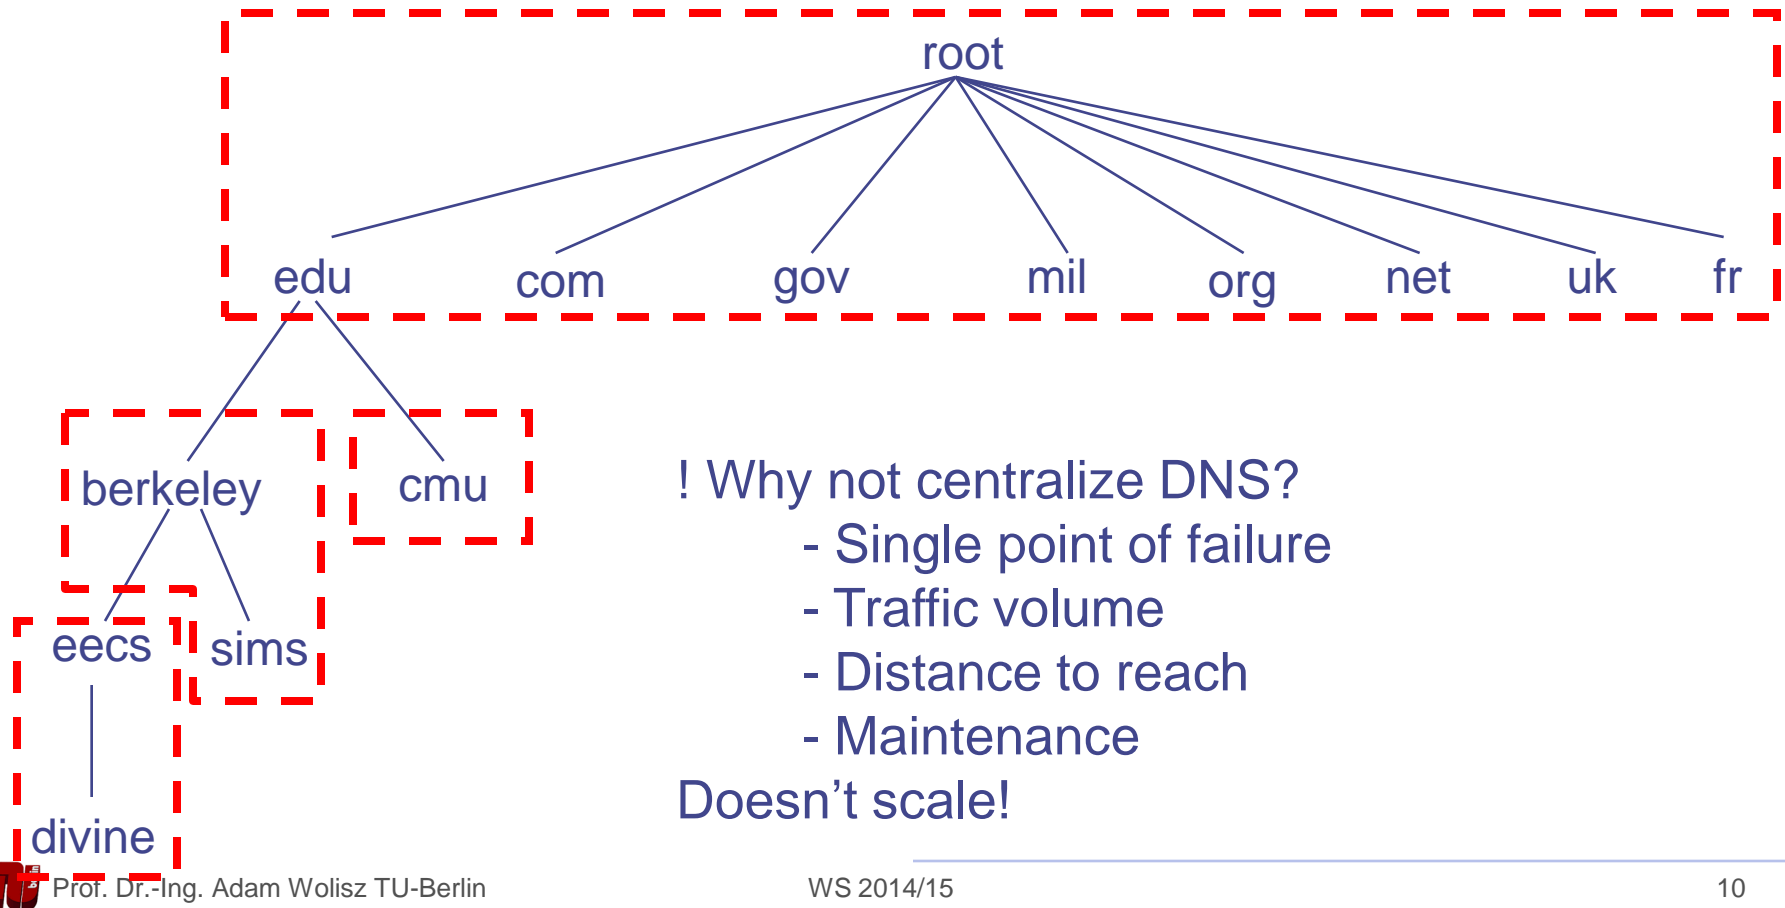 root
edu com gov mil org net uk fr
berkeley cmu
eecs sims
divine
! Why not centralize DNS?
- Single point of failure
- Traffic volume
- Distance to reach
- Maintenance
Doesn’t scale!
Prof. Dr.-Ing. Adam Wolisz TU-Berlin WS 2014/15 10